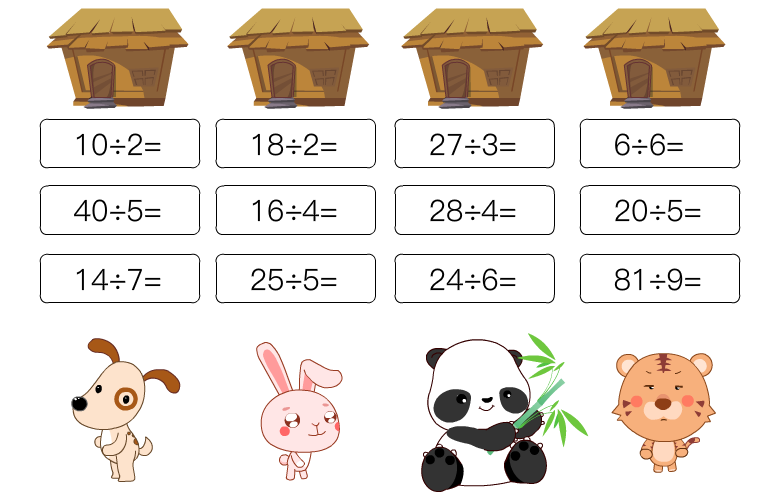 10÷2= 18÷2= 27÷3= 6÷6=
40÷5= 16÷4= 28÷4= 20÷5=
14÷7= 25÷5= 24÷6= 81÷9=